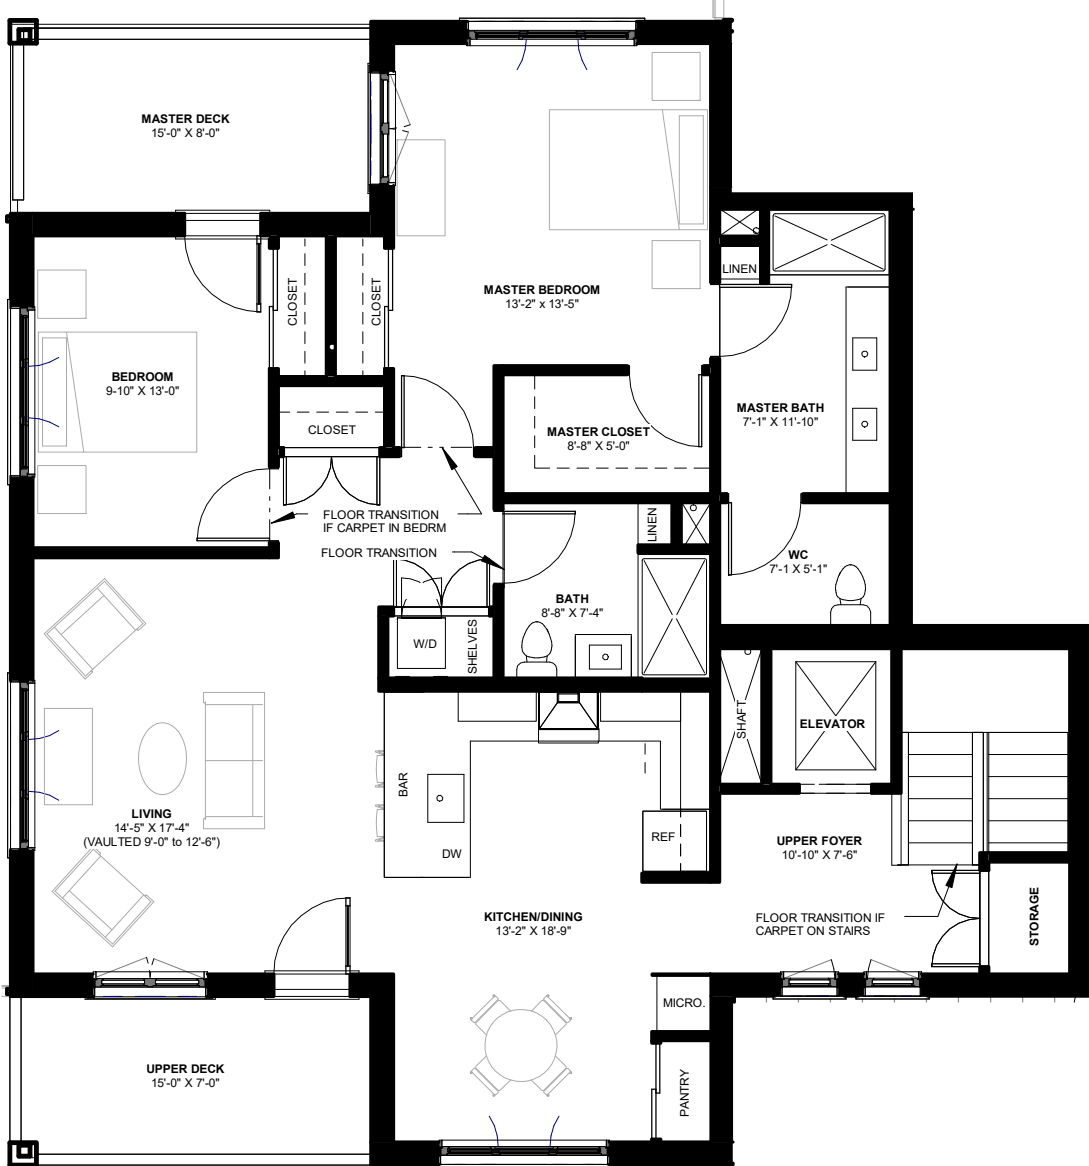 MASTER DECK
15'-0" X 8'-0"
LINEN
CLOSET
CLOSET
MASTER BEDROOM
13'-2" x 13'-5"
BEDROOM
9-10" X 13'-0"
CLOSET
MASTER CLOSET
8'-8" X 5'-0"
MASTER BATH
7'-1" X 11'-10"
FLOOR TRANSITION
IF CARPET IN BEDRM
FLOOR TRANSITION
LINEN
WC
7'-1 X 5'-1"
BATH
8'-8" X 7'-4"
W/D
SHELVES
SHAFT
ELEVATOR
BAR
LIVING
14'-5" X 17'-4"
(VAULTED 9'-0" to 12'-6")
DW
REF
UPPER FOYER
10'-10" X 7'-6"
KITCHEN/DINING
13'-2" X 18'-9"
FLOOR TRANSITION IF
CARPET ON STAIRS
STORAGE
MICRO.
UPPER DECK
15'-0" X 7'-0"
PANTRY